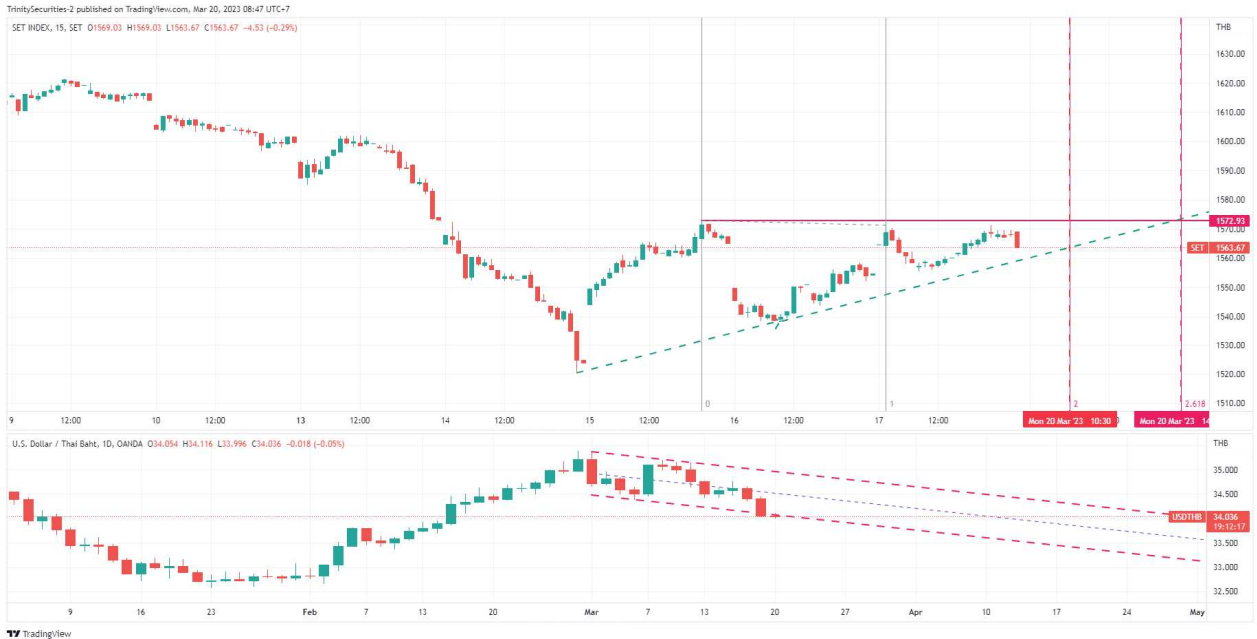 TrinitySecurities-2 published on TradingView.com, Mar 20, 2023 08:47 UTC+7
SET INDEX, 15, SET O1569.03 H1569.03 L1563.67 C1563.67 −4.53 (−0.29%)
THB
1630.00
1620.00
1610.00
1600.00
1590.00
1580.00
1572.93
1570.00
SET 1563.67
1560.00
1550.00
1540.00
1530.00
1520.00
1510.00
0 1 2 2.618
9 12:00 10 12:00 13 12:00 14 12:00 15 12:00 16 12:00 17 12:00 Mon 20 Mar '23 10:30 Mon 20 Mar '23 14
U.S. Dollar / Thai Baht, 1D, OANDA O34.054 H34.116 L33.996 C34.036 −0.018 (−0.05%)
THB
35.000
34.500
USDTHB 34.036
19:12:17
33.500
33.000
32.500
9 16 23 Feb 7 13 20 Mar 7 13 20 27 Apr 10 17 24 May
TradingView